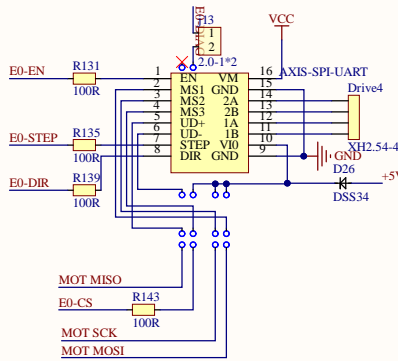 E0-DIAG
J13
1
2
2.0-1*2
VCC
R131
E0-EN
100R
R135
E0-STEP
100R
R139
E0-DIR
100R
1
2
3
4
5
6
7
8
EN
MS1
MS2
MS3
UD+
UD-
STEP
DIR
VM
GND
2A
2B
1A
1B
VI0
GND
16
15
14
13
12
11
10
9
AXIS-SPI-UART
Drive4
XH2.54-4
GND
D26
+5V
DSS34
MOT MISO
E0-CS
R143
100R
MOT SCK
MOT MOSI